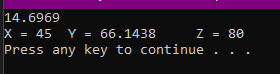 14.6969
X = 45  Y = 66.1438     Z = 80
Press any key to continue . . .